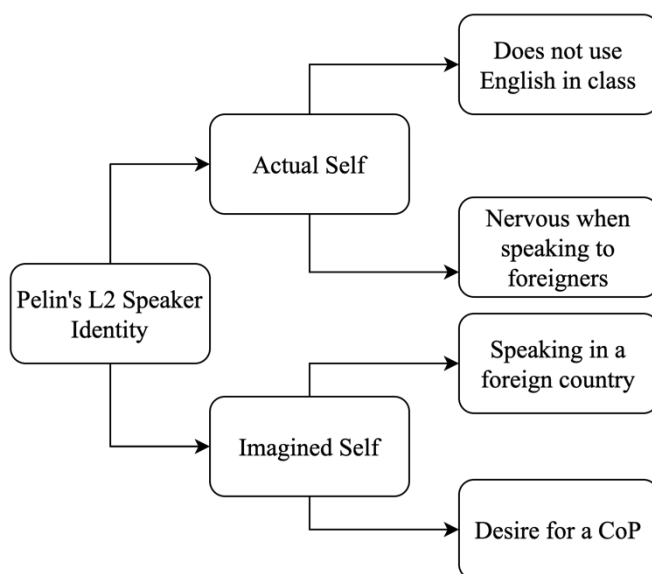 Does not use
English in class
Actual Self
Nervous when
speaking to
foreigners
Pelin's L2 Speaker
Identity
Speaking in a
foreign country
Imagined Self
Desire for a CoP